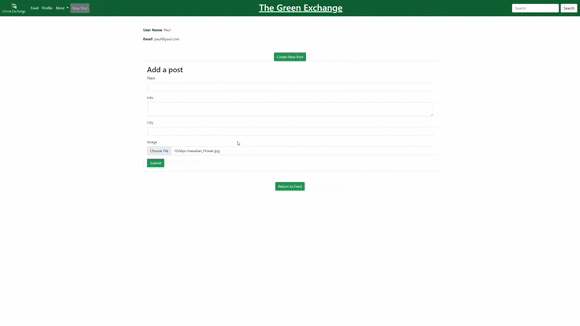 Green Exchange
Feed Profile More New Post
The Green Exchange
Search Search
User Name: Paul
Email: paul@paul.com
Create New Post
Add a post
Plant
Info
City
Image
Choose File 1024px-Hawaiian_Flower.jpg
Submit
Return to Feed